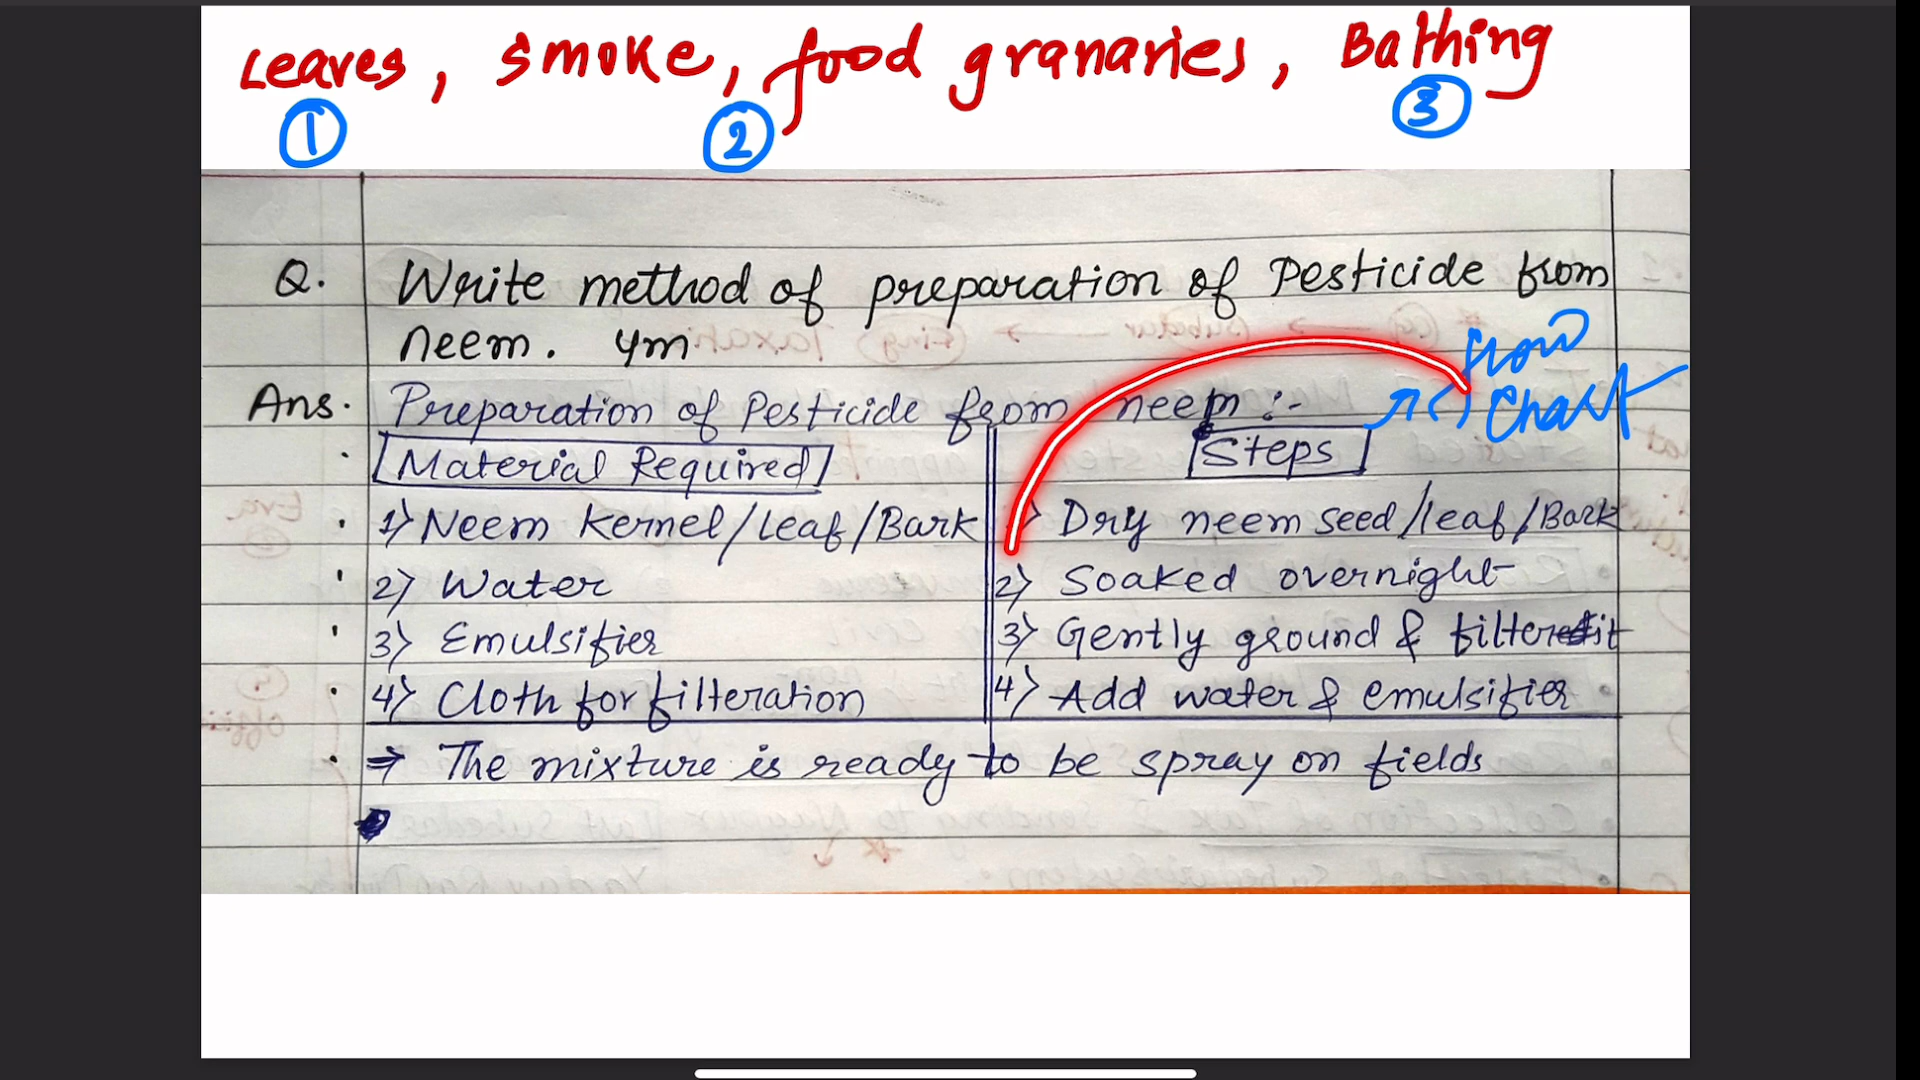 Leaves, smoke, food granaries, Bathing
1 2 3
Q. Write method of preparation of Pesticide from
neem. 4m
flow
Chart
Ans. Preparation of Pesticide from neem :-
Material Required Steps
1) Neem Kernel/Leaf/Bark ) Dry neem seed/leaf/Bark
2) Water 2) Soaked overnight
3) Emulsifier 3) Gently ground & filter it
4) Cloth for filteration 4) Add water & emulsifier
⇒ The mixture is ready to be spray on fields